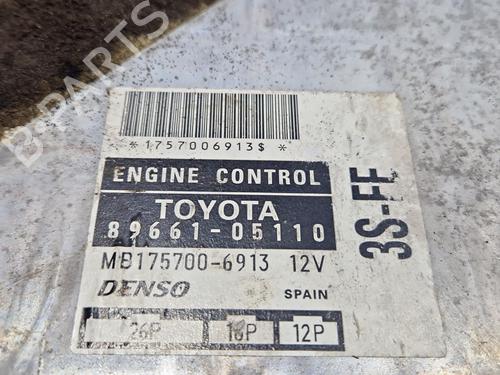 *1757006913$*
ENGINE CONTROL
TOYOTA
89661-05110
MB175700-6913 12V
DENSO SPAIN
26P 16P 12P
3S-FE
B-PARTS